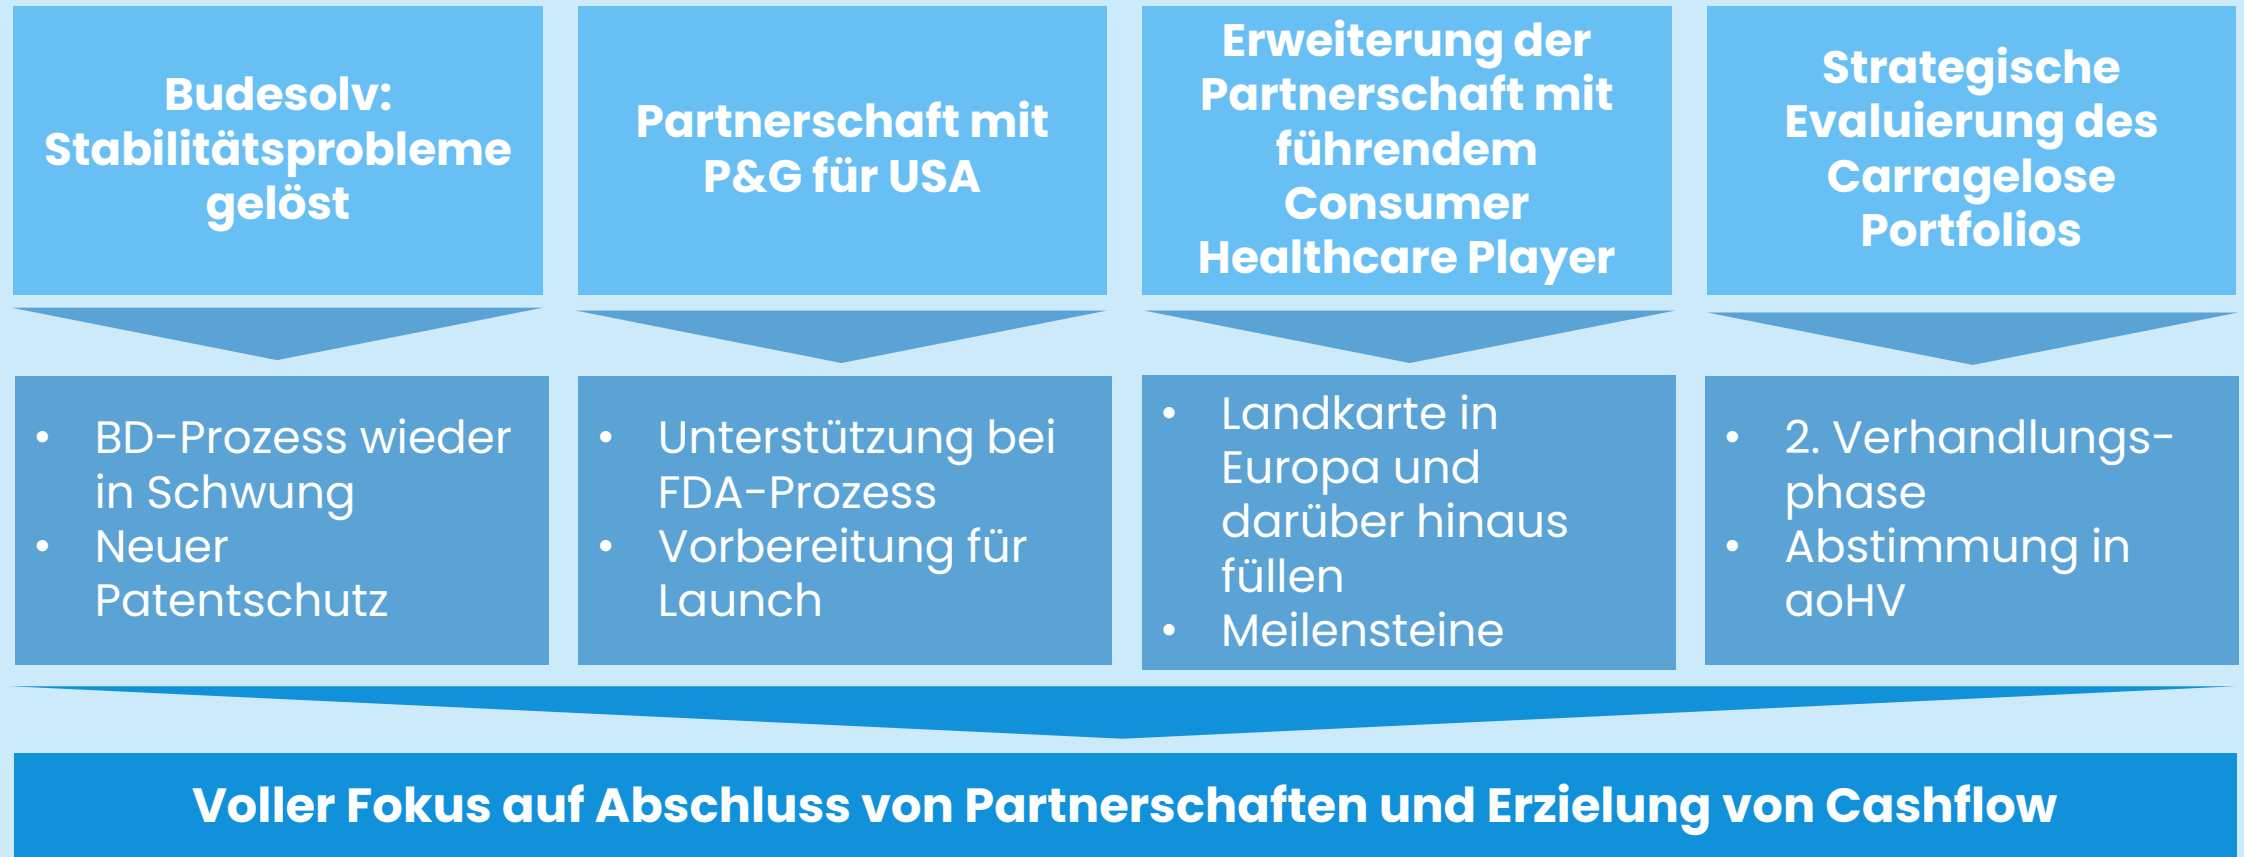 Budesolv:
Stabilitätsprobleme
gelöst
Partnerschaft mit
P&G für USA
Erweiterung der
Partnerschaft mit
führendem
Consumer
Healthcare Player
Strategische
Evaluierung des
Carragelose
Portfolios
• BD-Prozess wieder
in Schwung
• Neuer
Patentschutz
• Unterstützung bei
FDA-Prozess
• Vorbereitung für
Launch
• Landkarte in
Europa und
darüber hinaus
füllen
• Meilensteine
• 2. Verhandlungs-
phase
• Abstimmung in
aoHV
Voller Fokus auf Abschluss von Partnerschaften und Erzielung von Cashflow